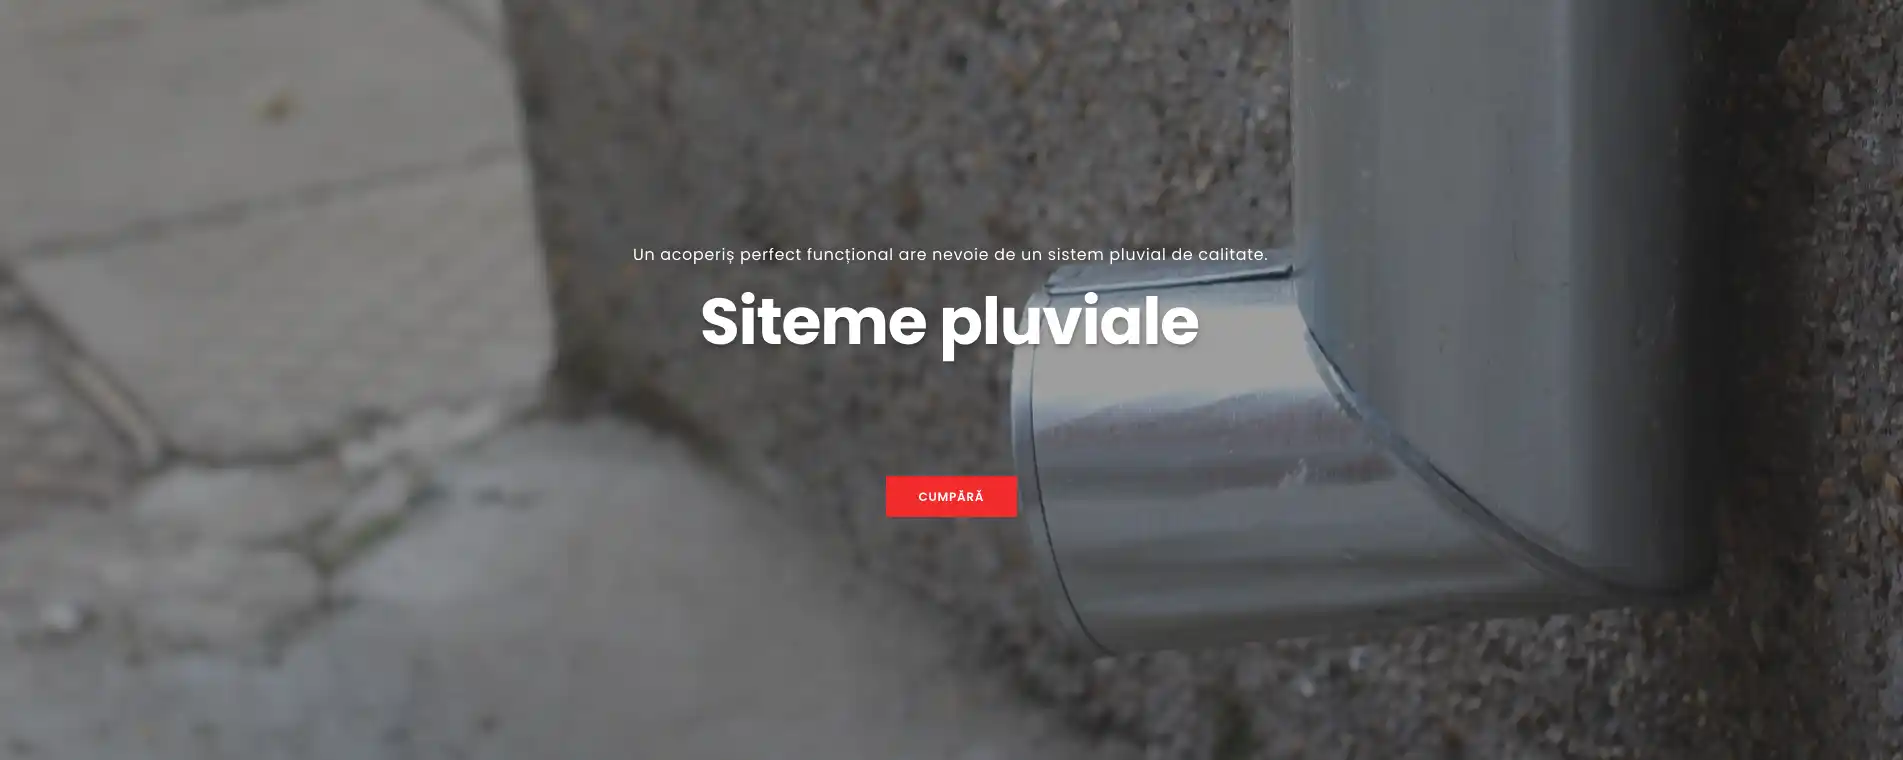 Un acoperiș perfect funcțional are nevoie de un sistem pluvial de calitate.
Siteme pluviale
CUMPĂRĂ